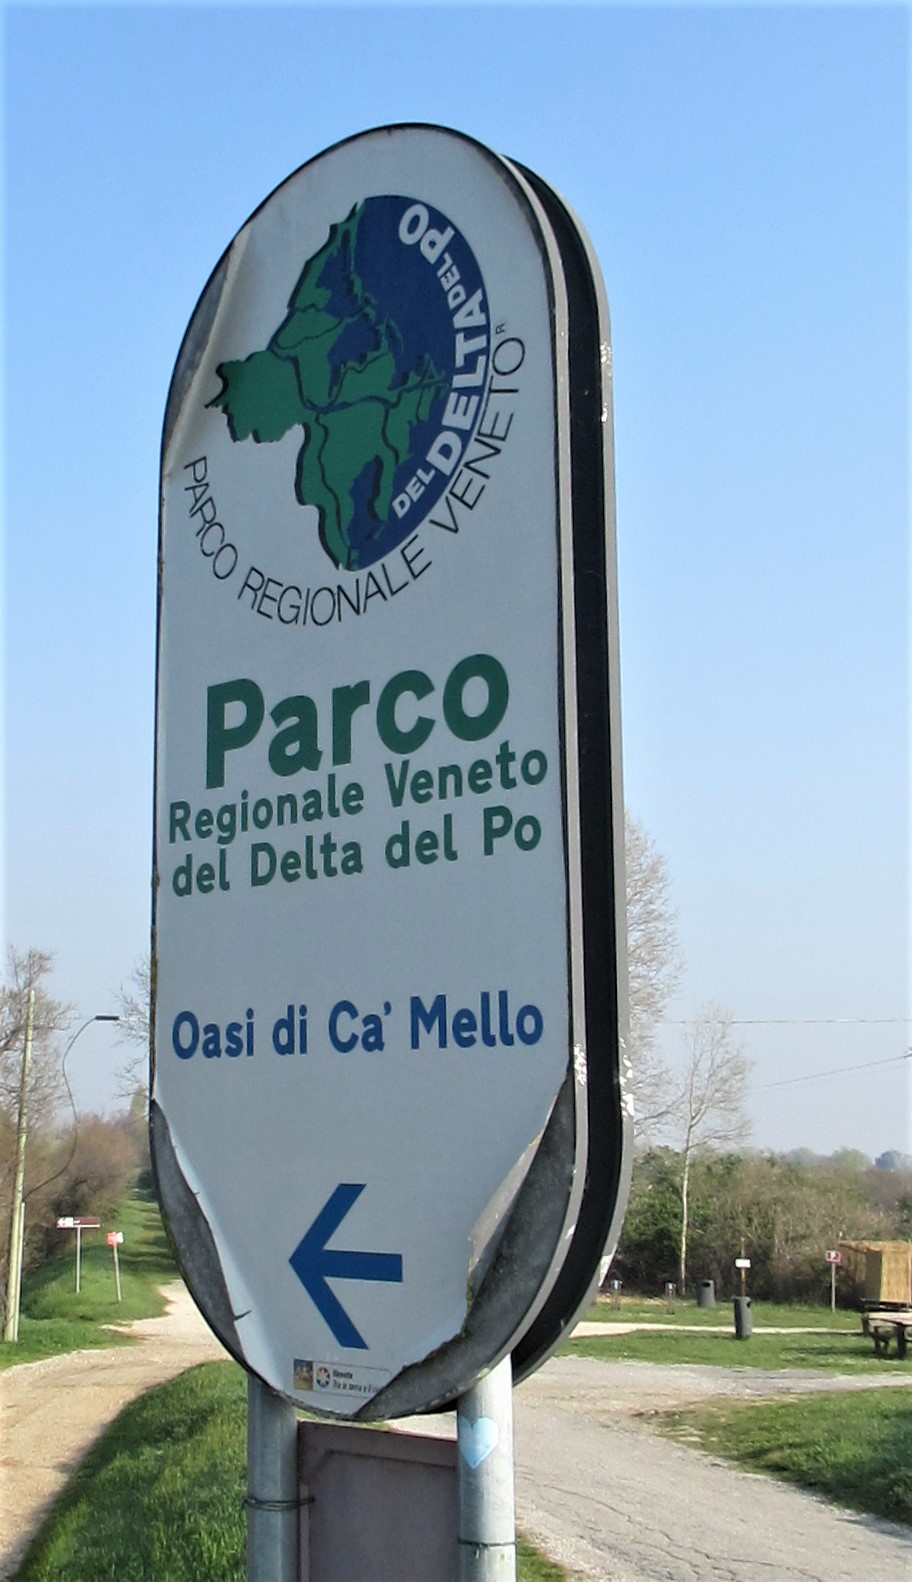 DEL DELTA DEL PO
PARCO REGIONALE VENETO
Parco
Regionale Veneto
del Delta del Po
Oasi di Ca' Mello